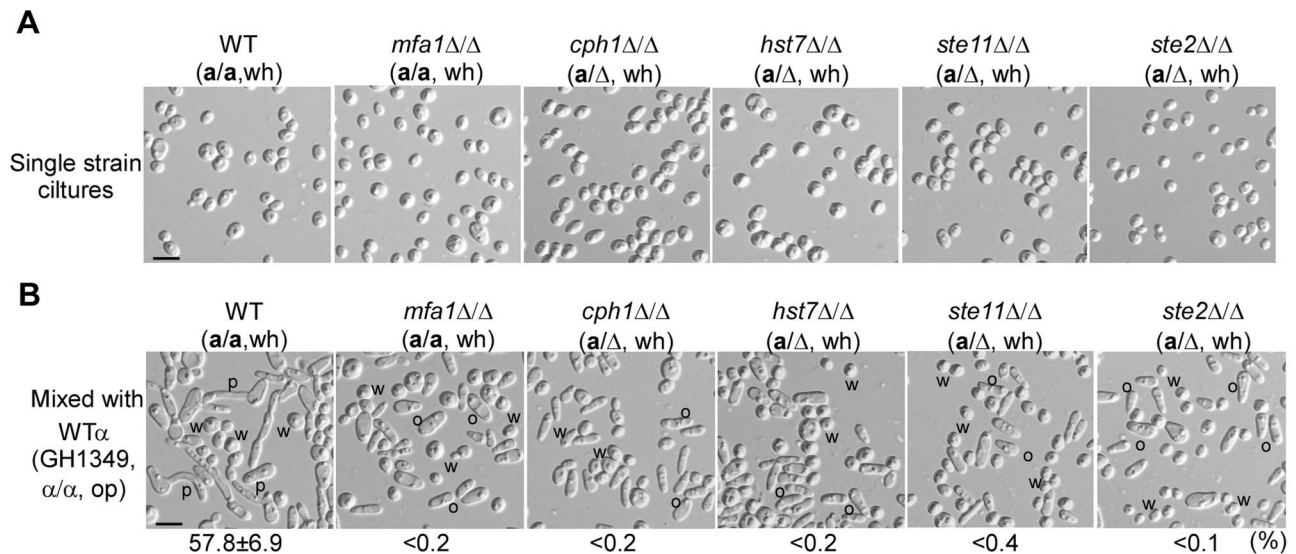 A
WT
(a/a,wh)
mfa1Δ/Δ
(a/a, wh)
cph1Δ/Δ
(a/Δ, wh)
hst7Δ/Δ
(a/Δ, wh)
ste11Δ/Δ
(a/Δ, wh)
ste2Δ/Δ
(a/Δ, wh)
Single strain
ciltures
B
WT
(a/a,wh)
mfa1Δ/Δ
(a/a, wh)
cph1Δ/Δ
(a/Δ, wh)
hst7Δ/Δ
(a/Δ, wh)
ste11Δ/Δ
(a/Δ, wh)
ste2Δ/Δ
(a/Δ, wh)
Mixed with
WTα
(GH1349,
α/α, op)
p
w
w
w
p
p
w
o
o
w
w
o
w
o
w
o
w
w
o
w
o
w
o
w
w
o
o
o
w
w
57.8±6.9
<0.2
<0.2
<0.2
<0.4
<0.1
(%)